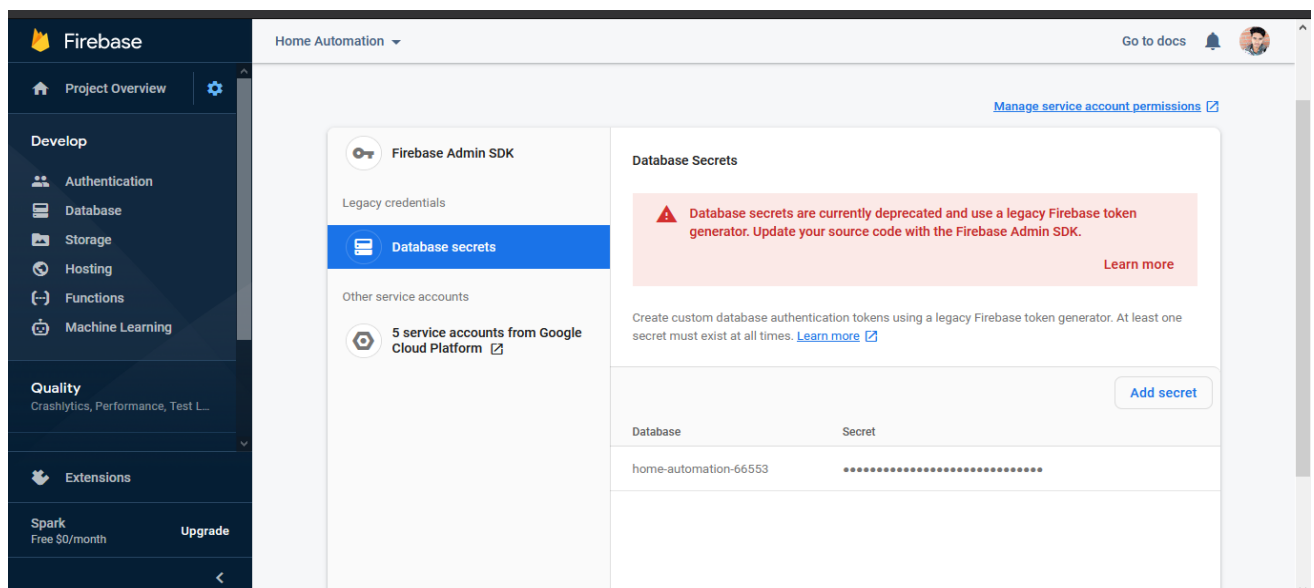 Firebase
Home Automation
Go to docs
Project Overview
Develop
Authentication
Database
Storage
Hosting
Functions
Machine Learning
Quality
Crashlytics, Performance, Test L...
Extensions
Spark
Free $0/month
Upgrade
Manage service account permissions
Firebase Admin SDK
Legacy credentials
Database secrets
Other service accounts
5 service accounts from Google
Cloud Platform
Database Secrets
Database secrets are currently deprecated and use a legacy Firebase token
generator. Update your source code with the Firebase Admin SDK.
Learn more
Create custom database authentication tokens using a legacy Firebase token generator. At least one
secret must exist at all times. Learn more
Add secret
Database Secret
home-automation-66553 ••••••••••••••••••••••••••••••